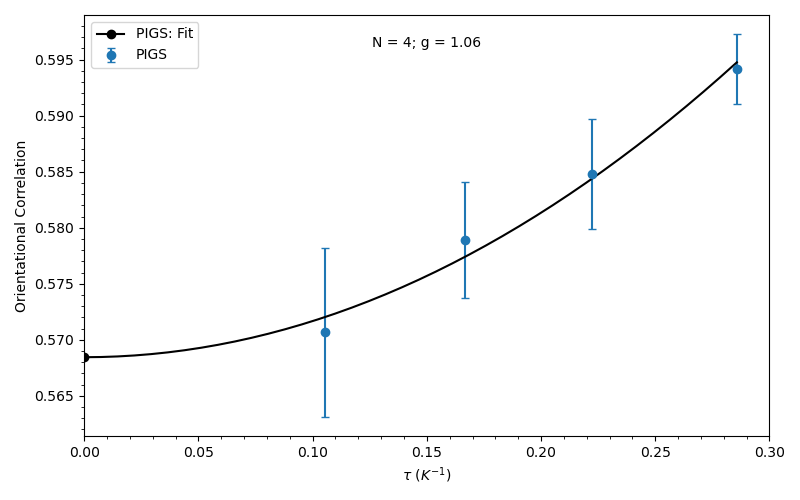 PIGS: Fit
PIGS
N = 4; g = 1.06
Orientational Correlation
0.595
0.590
0.585
0.580
0.575
0.570
0.565
0.00
0.05
0.10
0.15
0.20
0.25
0.30
τ (K⁻¹)